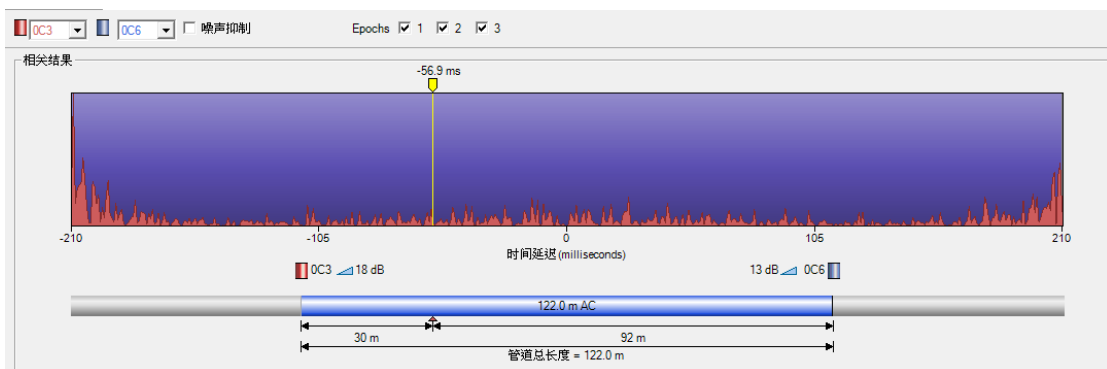 0C3 0C6 噪声抑制 Epochs 1 2 3
相关结果
-56.9 ms
-210 -105 0 105 210
时间延迟 (milliseconds)
0C3 18 dB 13 dB 0C6
122.0 m AC
30 m 92 m
管道总长度 = 122.0 m